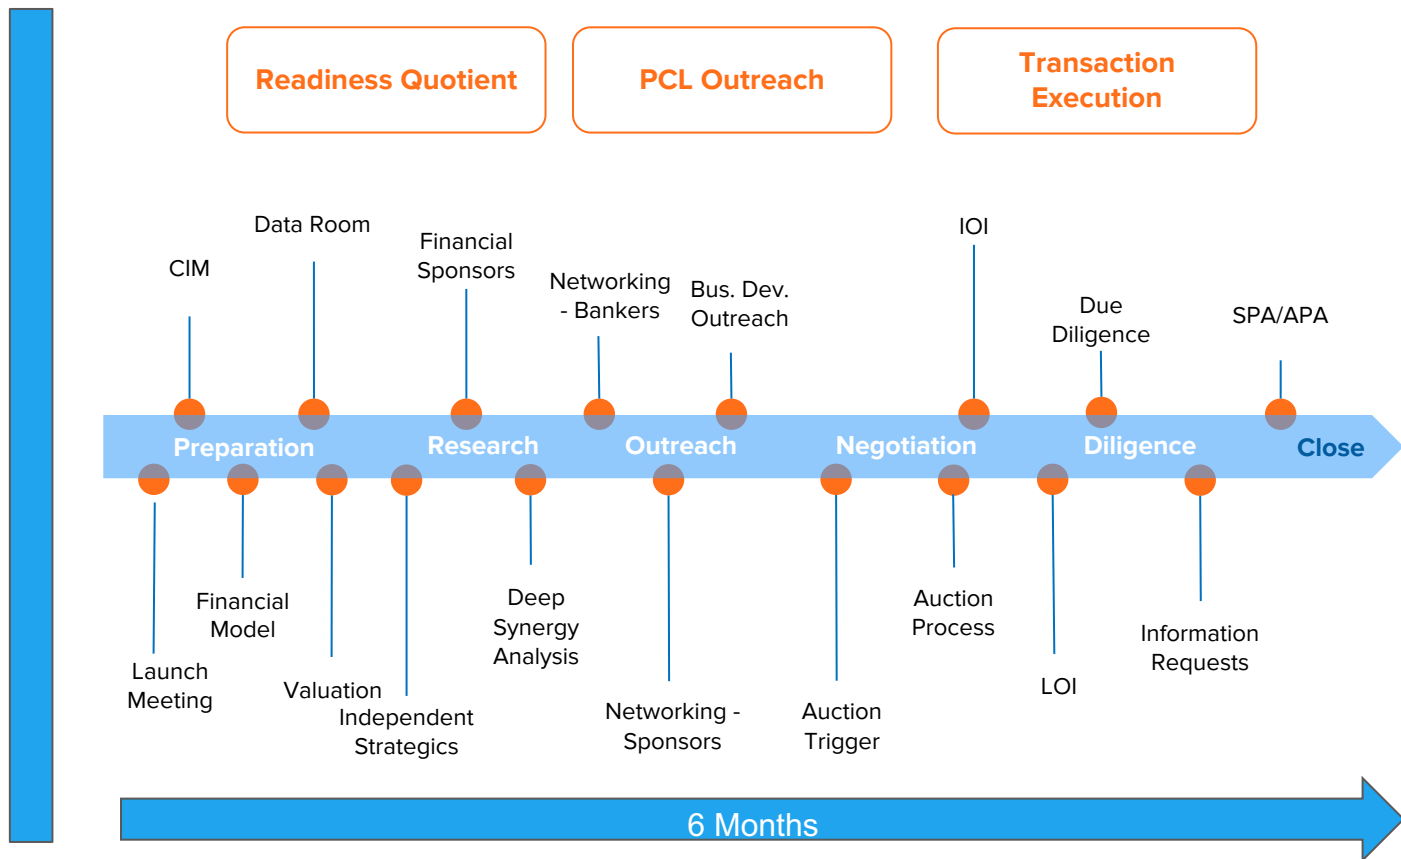 Readiness Quotient
PCL Outreach
Transaction
Execution
Data Room
CIM
Financial
Sponsors
Networking
- Bankers
Bus. Dev.
Outreach
IOI
Due
Diligence
SPA/APA
Preparation
Research
Outreach
Negotiation
Diligence
Close
Launch
Meeting
Financial
Model
Valuation
Independent
Strategics
Deep
Synergy
Analysis
Networking -
Sponsors
Auction
Trigger
Auction
Process
LOI
Information
Requests
6 Months